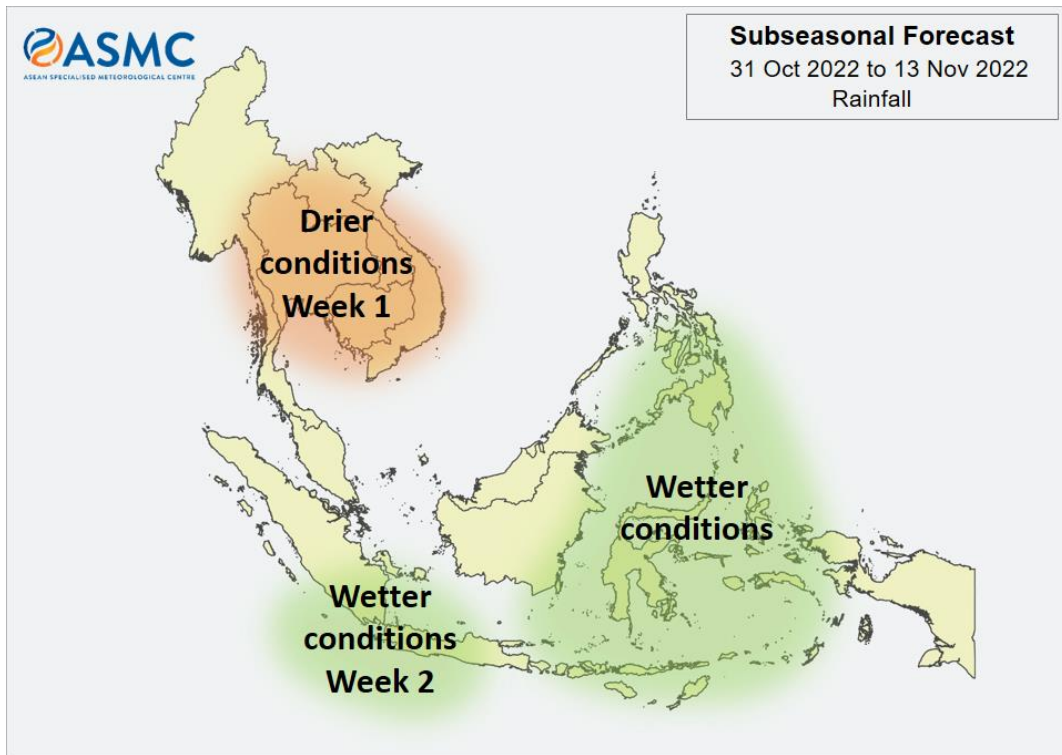 ASMC
ASEAN SPECIALISED METEOROLOGICAL CENTRE
Subseasonal Forecast
31 Oct 2022 to 13 Nov 2022
Rainfall
Drier
conditions
Week 1
Wetter
conditions
Wetter
conditions
Week 2